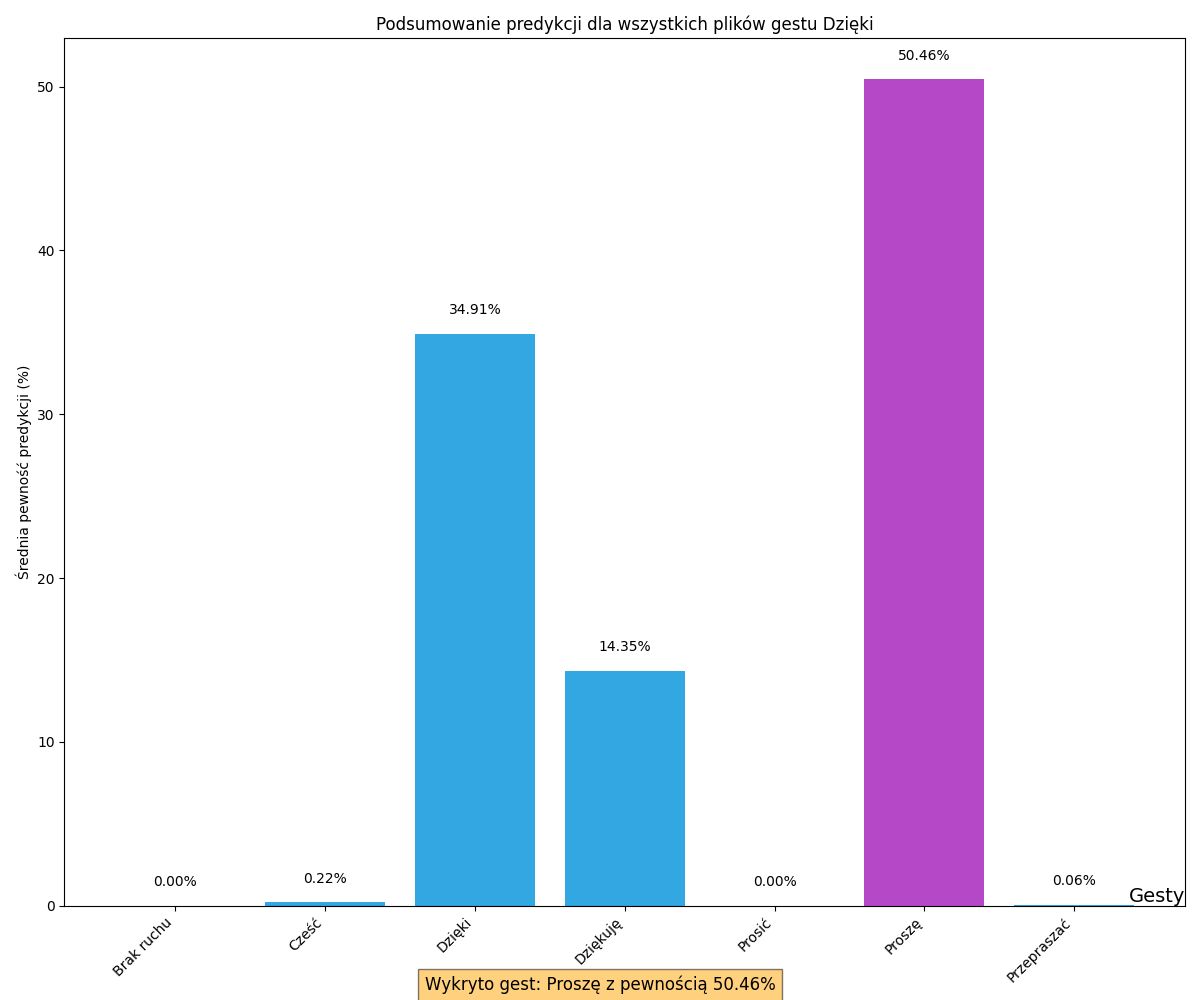 Podsumowanie predykcji dla wszystkich plików gestu Dzięki
Średnia pewność predykcji (%)
50
40
30
20
10
0
0.00%
0.22%
34.91%
14.35%
0.00%
50.46%
0.06%
Gesty
Brak ruchu
Cześć
Dzięki
Dziękuję
Prosić
Proszę
Przepraszać
Wykryto gest: Proszę z pewnością 50.46%